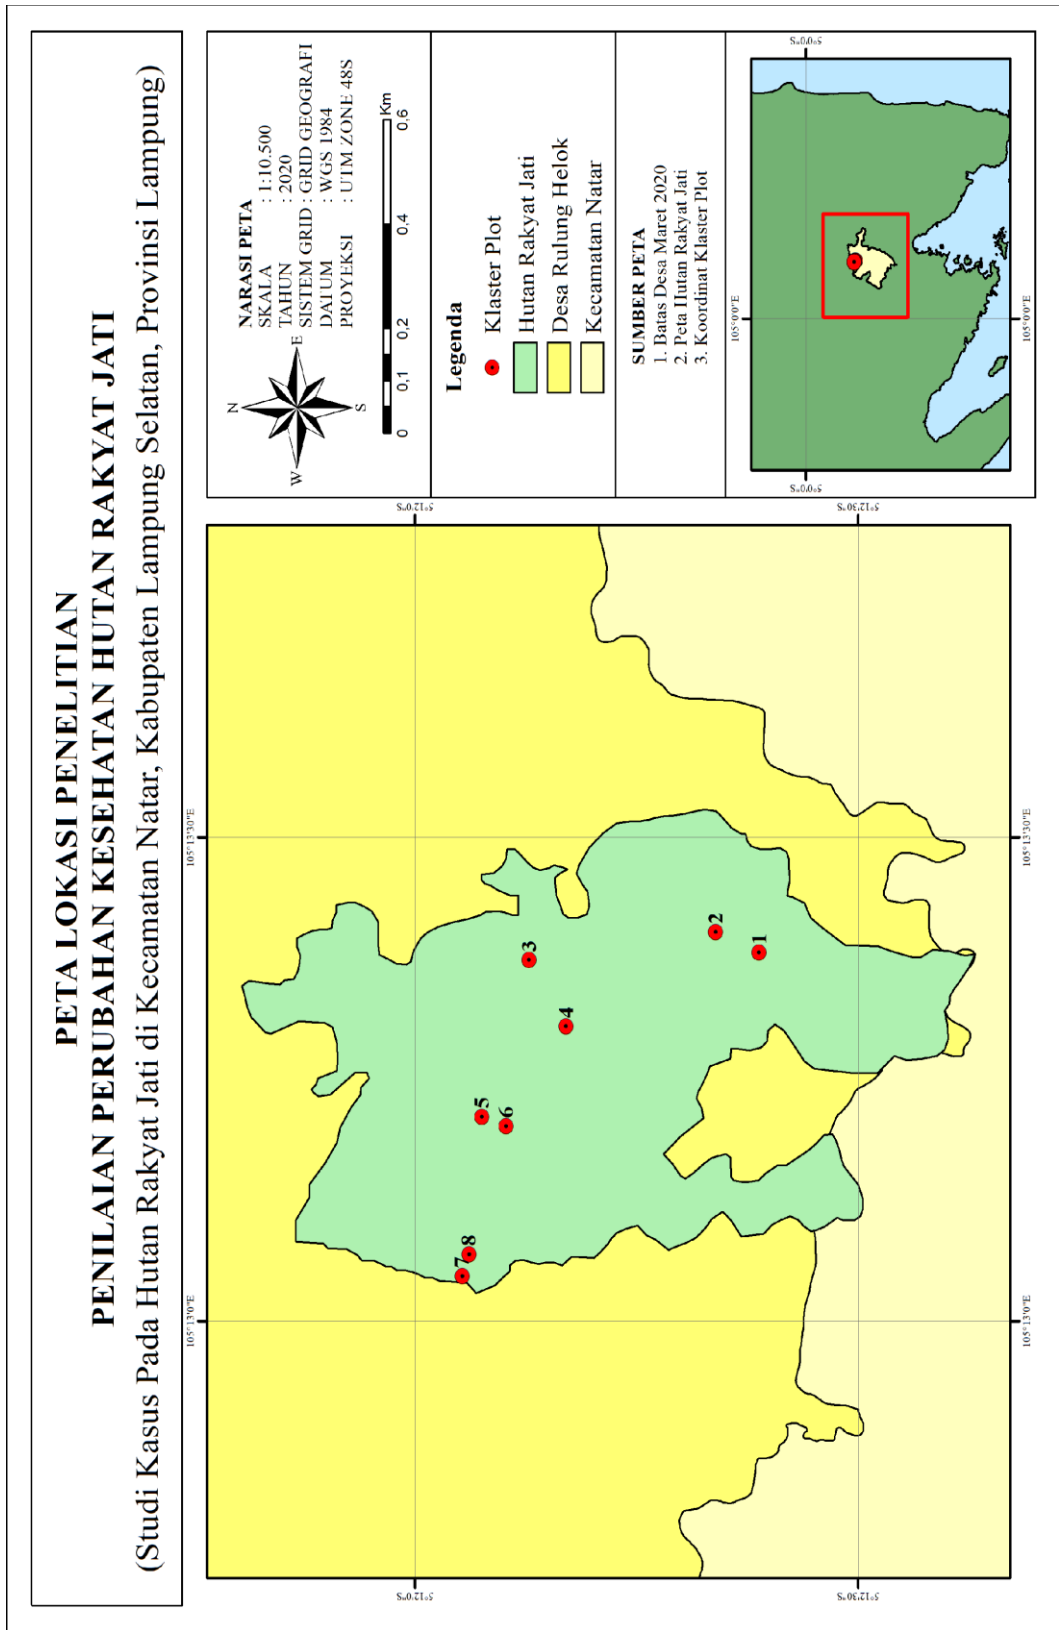 PETA LOKASI PENELITIAN
PENILAIAN PERUBAHAN KESEHATAN HUTAN RAKYAT JATI
(Studi Kasus Pada Hutan Rakyat Jati di Kecamatan Natar, Kabupaten Lampung Selatan, Provinsi Lampung)
105°13'0"E
105°13'30"E
5°12'0"S
5°12'0"S
5°12'30"S
5°12'30"S
7
8
5
6
4
3
2
1
105°13'0"E
105°13'30"E
N
W
E
S
NARASI PETA
SKALA : 1:10.500
TAHUN : 2020
SISTEM GRID : GRID GEOGRAFI
DATUM : WGS 1984
PROYEKSI : UTM ZONE 48S
0 0,1 0,2 0,4 0,6
Km
Legenda
Klaster Plot
Hutan Rakyat Jati
Desa Rulung Helok
Kecamatan Natar
SUMBER PETA
1. Batas Desa Maret 2020
2. Peta Hutan Rakyat Jati
3. Koordinat Klaster Plot
105°0'0"E
5°0'0"S
5°0'0"S
105°0'0"E